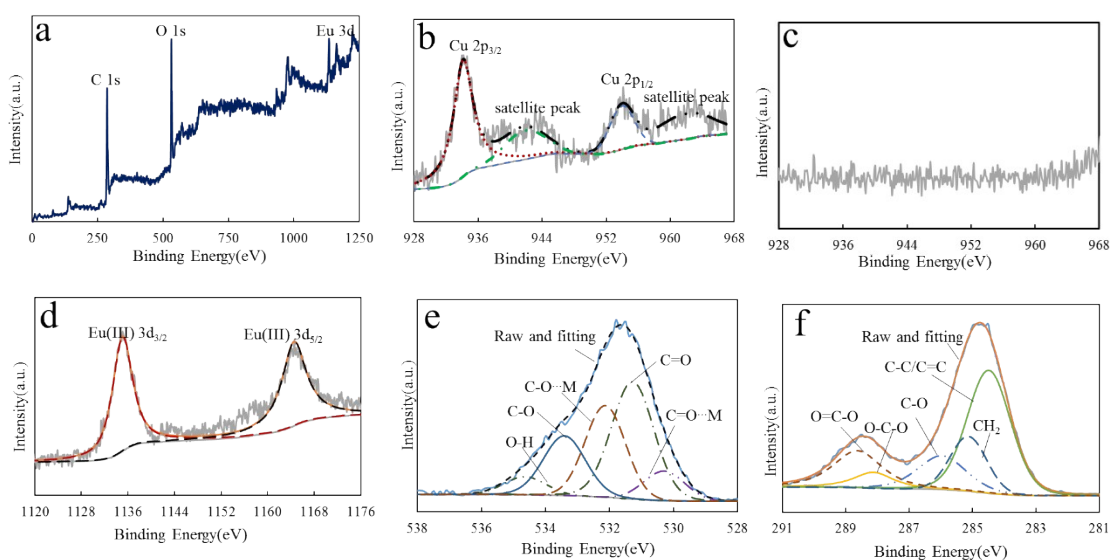 a
C 1s
O 1s
Eu 3d
Intensity(a.u.)
0 250 500 750 1000 1250
Binding Energy(eV)
b
Cu 2p3/2
satellite peak
Cu 2p1/2
satellite peak
Intensity(a.u.)
928 936 944 954 960 968
Binding Energy(eV)
c
Intensity(a.u.)
928 936 944 952 960 968
Binding Energy(eV)
d
Eu(III) 3d3/2
Eu(III) 3d5/2
Intensity(a.u.)
1120 1128 1136 1144 1152 1160 1168 1176
Binding Energy(eV)
e
Raw and fitting
C=O
C-O···M
C-O
C=O···M
O-H
Intensity(a.u.)
538 536 534 532 530 528
Binding Energy(eV)
f
Raw and fitting
C-C/C=C
C-O
O=C-O
O-C-O
CH2
Intensity(a.u.)
291 289 287 285 283 281
Binding Energy(eV)